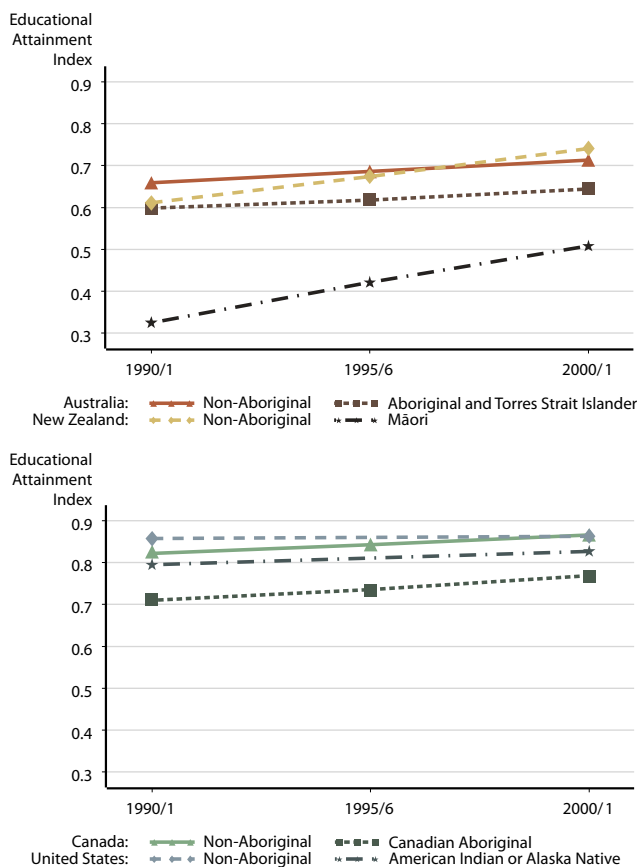 Educational
Attainment
Index
0.9
0.8
0.7
0.6
0.5
0.4
0.3
1990/1 1995/6 2000/1
Australia: Non-Aboriginal Aboriginal and Torres Strait Islander
New Zealand: Non-Aboriginal Māori
Educational
Attainment
Index
0.9
0.8
0.7
0.6
0.5
0.4
0.3
1990/1 1995/6 2000/1
Canada: Non-Aboriginal Canadian Aboriginal
United States: Non-Aboriginal American Indian or Alaska Native